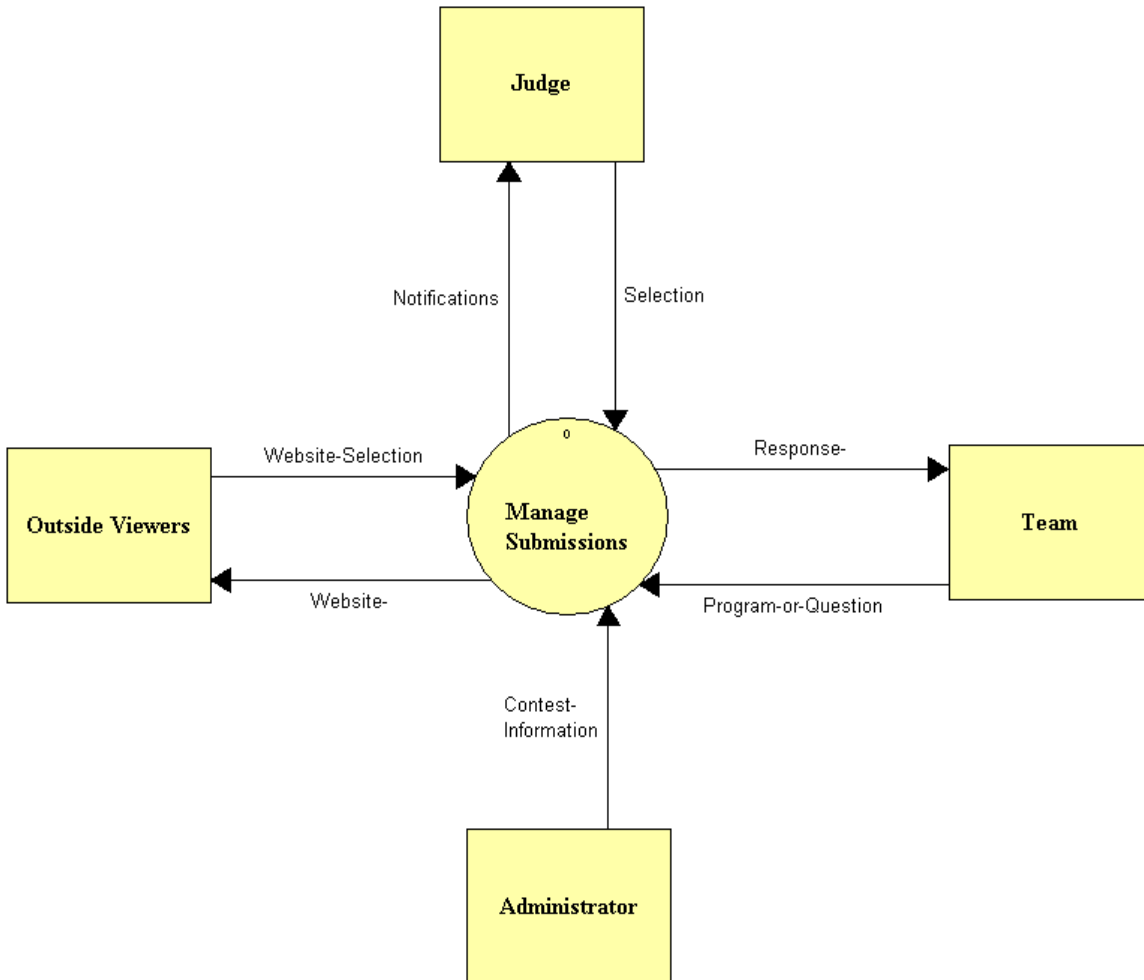 Judge
Notifications
Selection
0
Website-Selection
Response-
Outside Viewers
Manage
Submissions
Team
Website-
Program-or-Question
Contest-
Information
Administrator